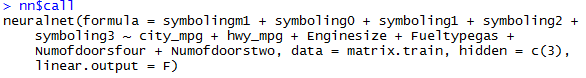 > nn$call
neuralnet(formula = symbolingm1 + symboling0 + symboling1 + symboling2 +
symboling3 ~ city_mpg + hwy_mpg + Enginesize + Fueltypegas +
Numofdoorsfour + Numofdoorstwo, data = matrix.train, hidden = c(3),
linear.output = F)